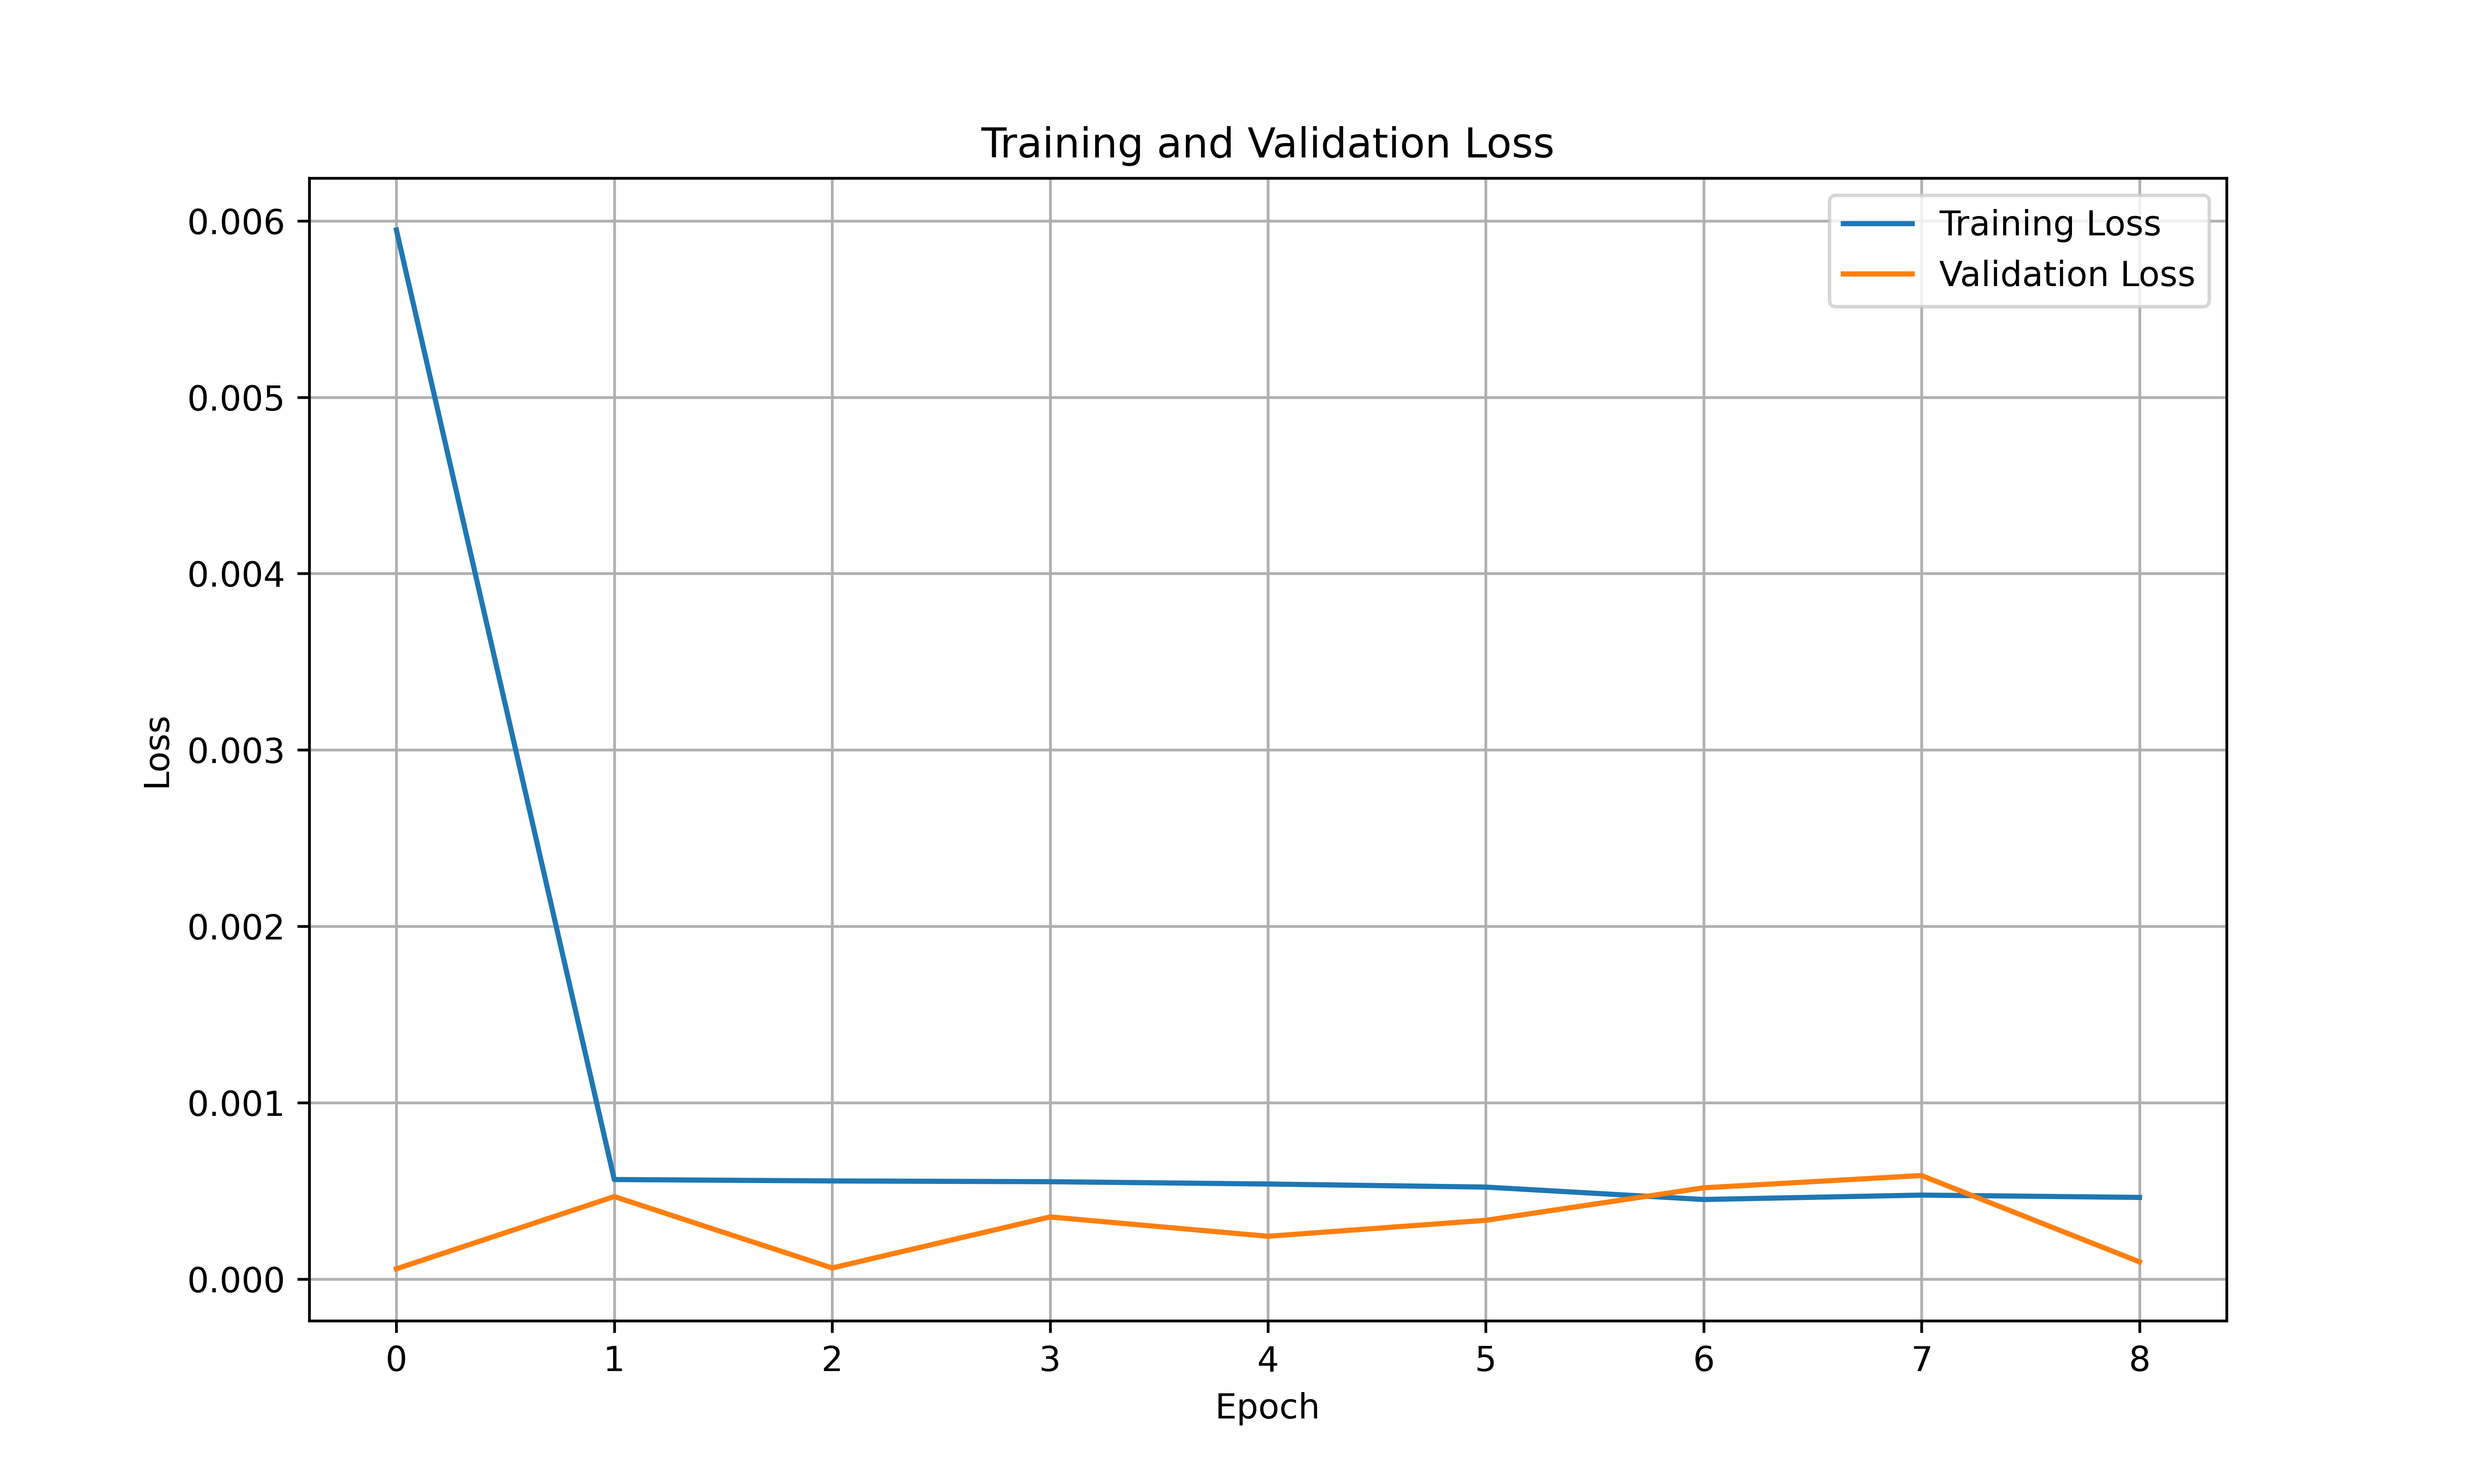 Training and Validation Loss
Training Loss
Validation Loss
0.006
0.005
0.004
0.003
0.002
0.001
0.000
Loss
0 1 2 3 4 5 6 7 8
Epoch